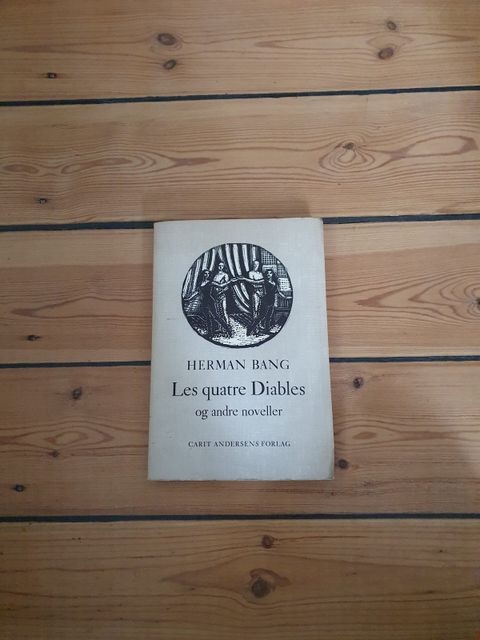 HERMAN BANG
Les quatre Diables
og andre noveller
CARIT ANDERSENS FORLAG